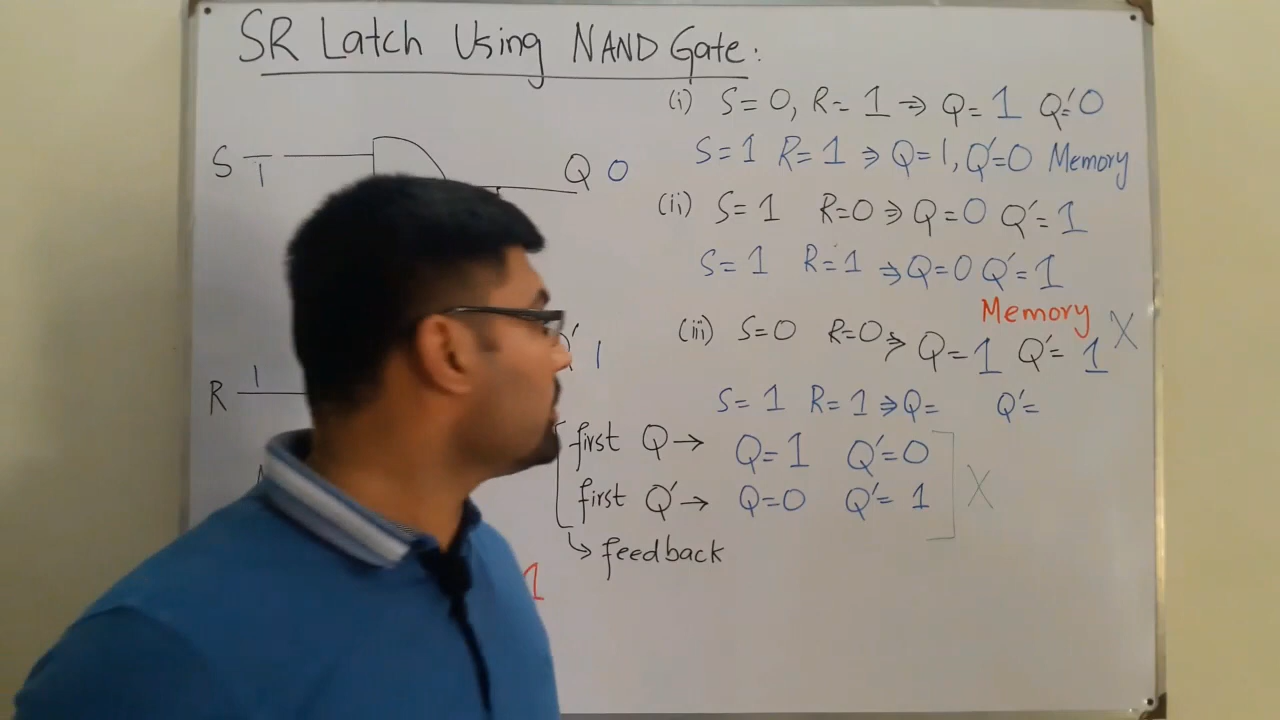 SR Latch Using NAND Gate:
(i) S=0, R=1 ⇒ Q=1 Q'=0
S=1 R=1 ⇒ Q=1, Q'=0 Memory
S 1
Q 0
(ii) S=1 R=0 ⇒ Q=0 Q'=1
S=1 R=1 ⇒ Q=0 Q'=1
Memory
(iii) S=0 R=0 ⇒ Q=1 Q'=1 X
Q' 1
R 1
S=1 R=1 ⇒ Q= Q'=
first Q → Q=1 Q'=0
first Q' → Q=0 Q'=1 X
↳ feedback
1